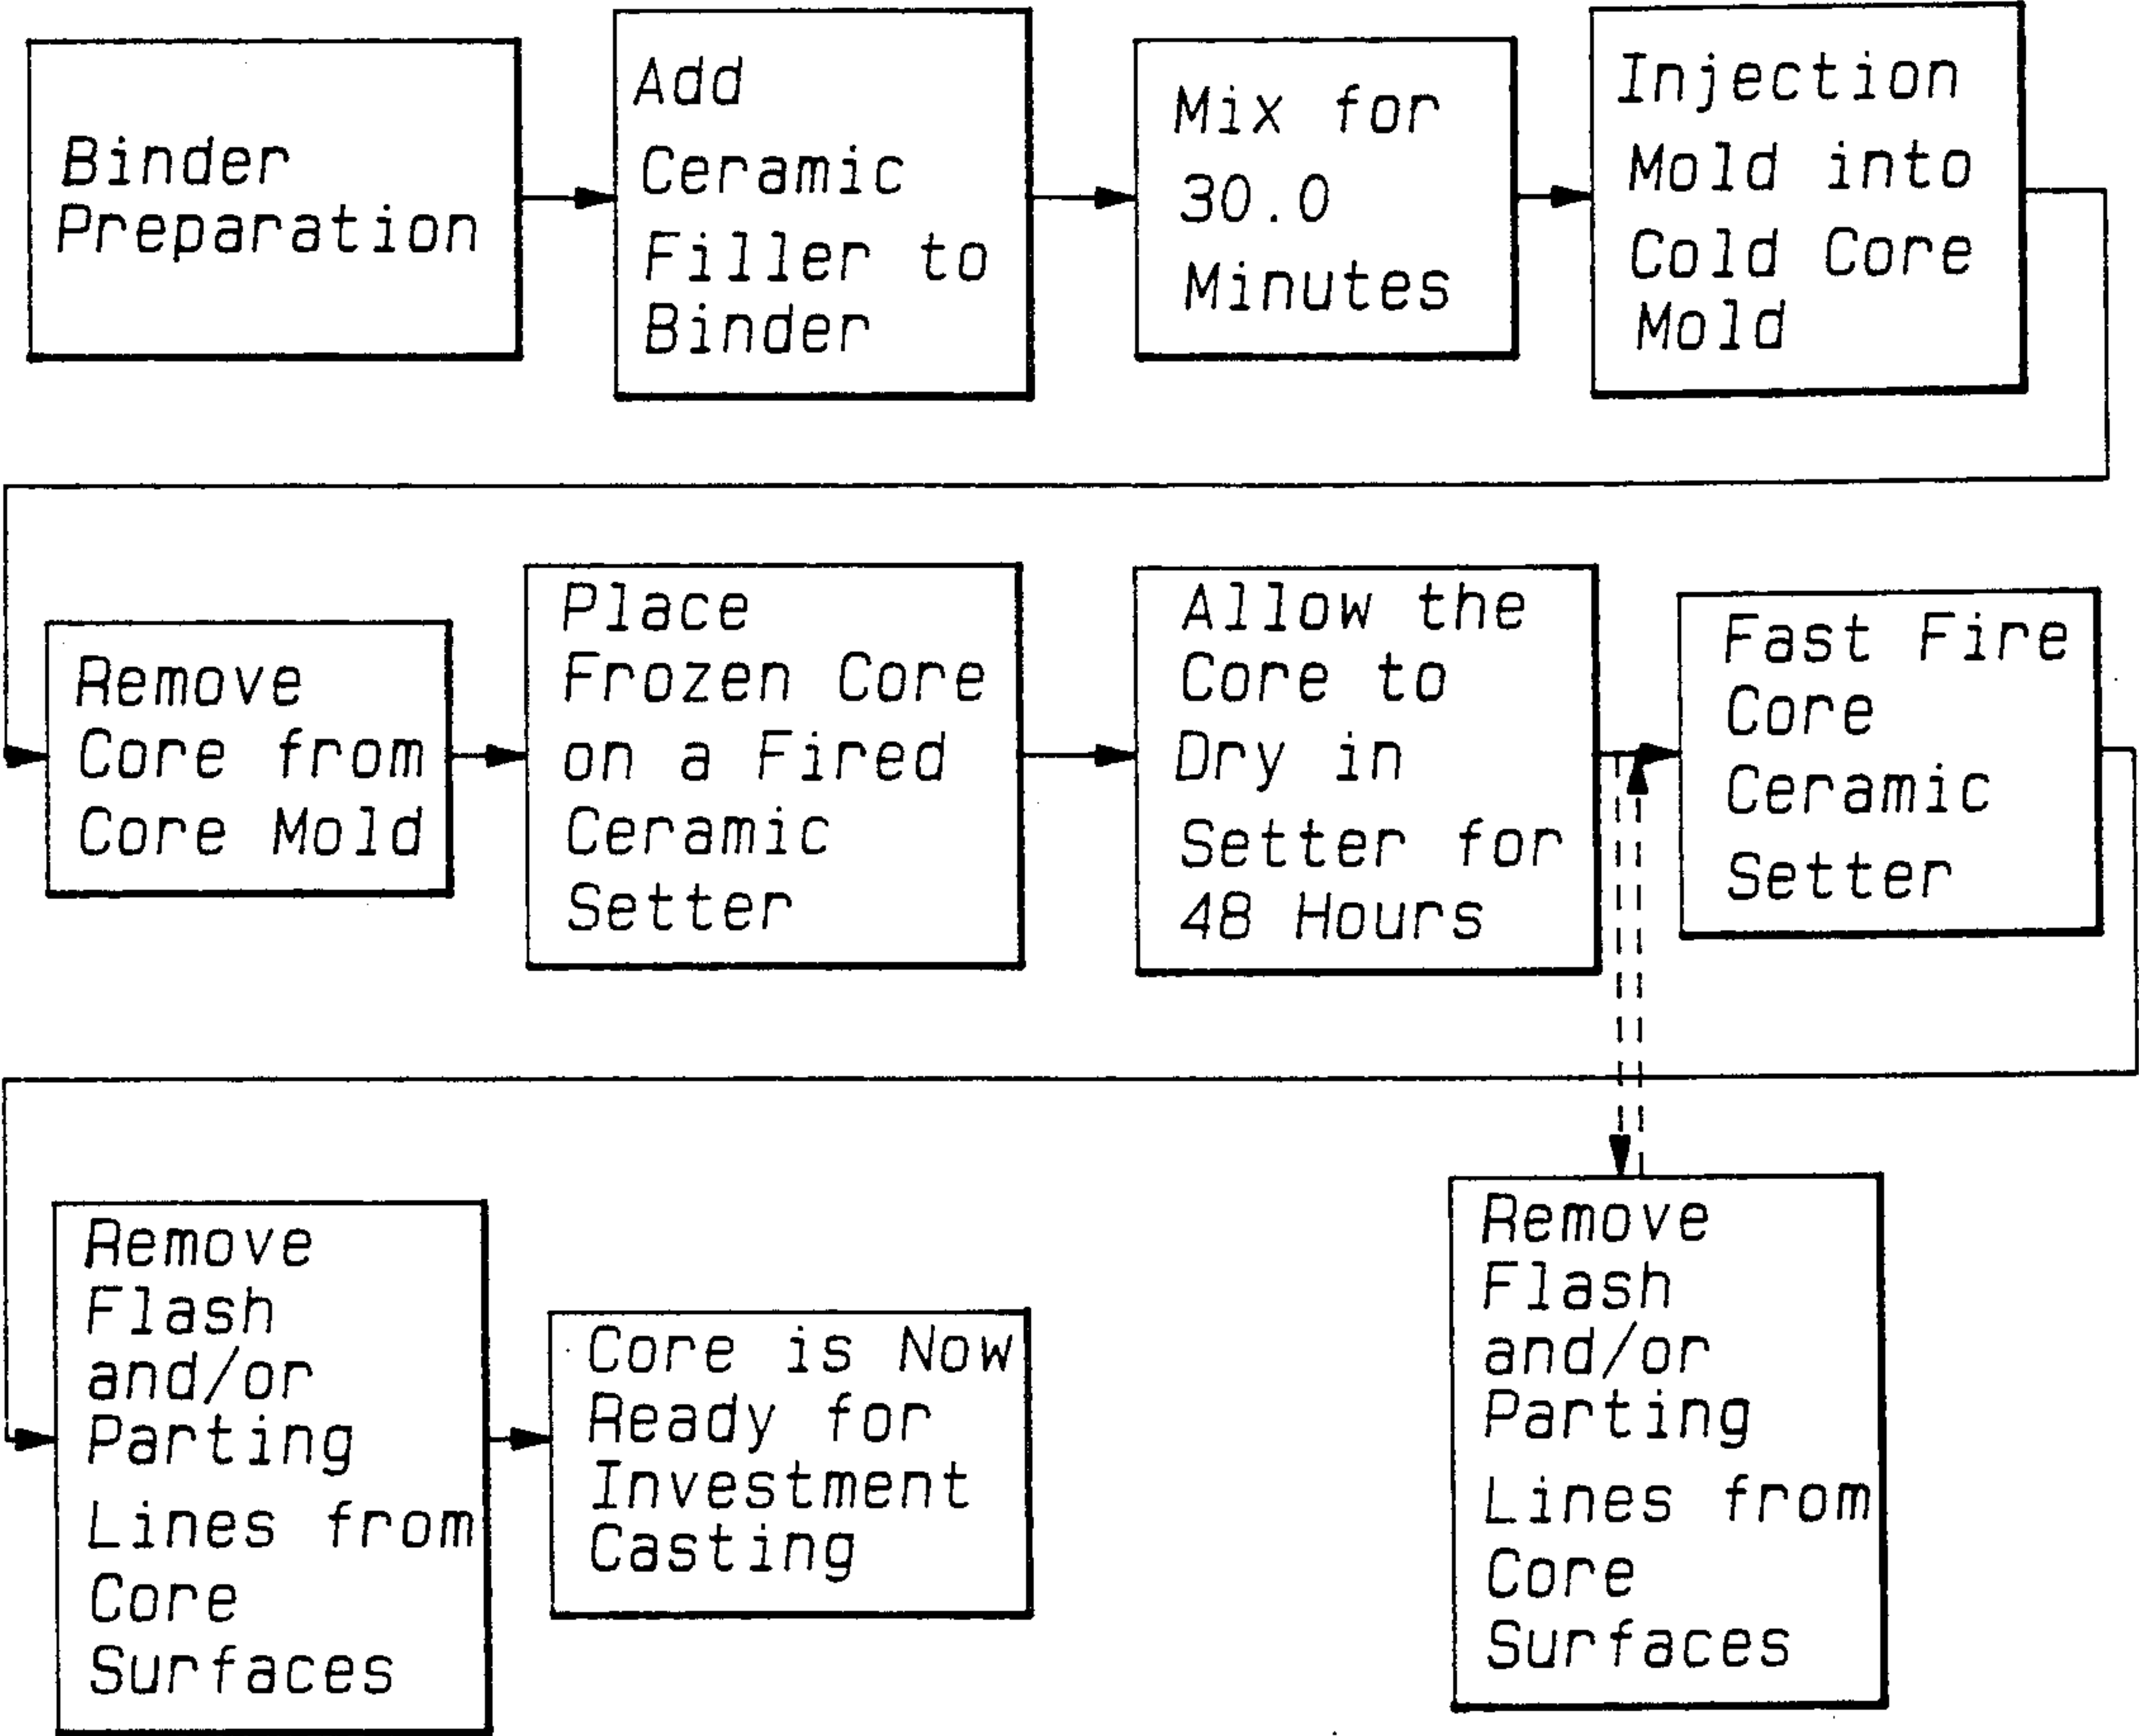 Binder
Preparation
Add
Ceramic
Filler to
Binder
Mix for
30.0
Minutes
Injection
Mold into
Cold Core
Mold
Remove
Core from
Core Mold
Place
Frozen Core
on a Fired
Ceramic
Setter
Allow the
Core to
Dry in
Setter for
48 Hours
Fast Fire
Core
Ceramic
Setter
Remove
Flash
and/or
Parting
Lines from
Core
Surfaces
Core is Now
Ready for
Investment
Casting
Remove
Flash
and/or
Parting
Lines from
Core
Surfaces